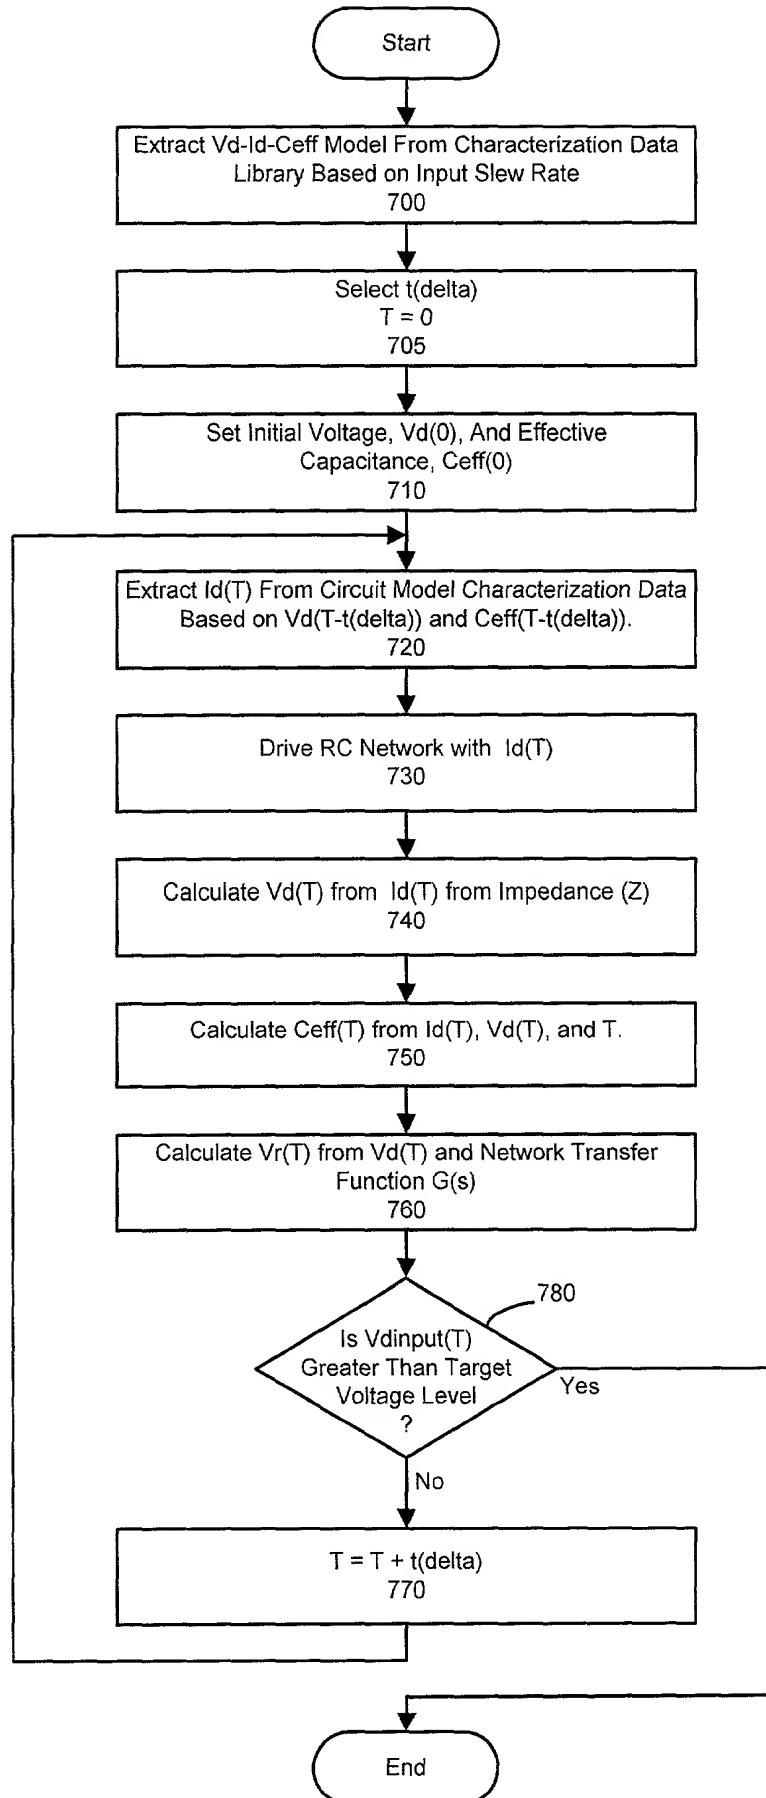 Start
Extract Vd-Id-Ceff Model From Characterization Data
Library Based on Input Slew Rate
700
Select t(delta)
T = 0
705
Set Initial Voltage, Vd(0), And Effective
Capacitance, Ceff(0)
710
Extract Id(T) From Circuit Model Characterization Data
Based on Vd(T-t(delta)) and Ceff(T-t(delta)).
720
Drive RC Network with Id(T)
730
Calculate Vd(T) from Id(T) from Impedance (Z)
740
Calculate Ceff(T) from Id(T), Vd(T), and T.
750
Calculate Vr(T) from Vd(T) and Network Transfer
Function G(s)
760
780
Is Vdinput(T)
Greater Than Target
Voltage Level
?
Yes
No
T = T + t(delta)
770
End